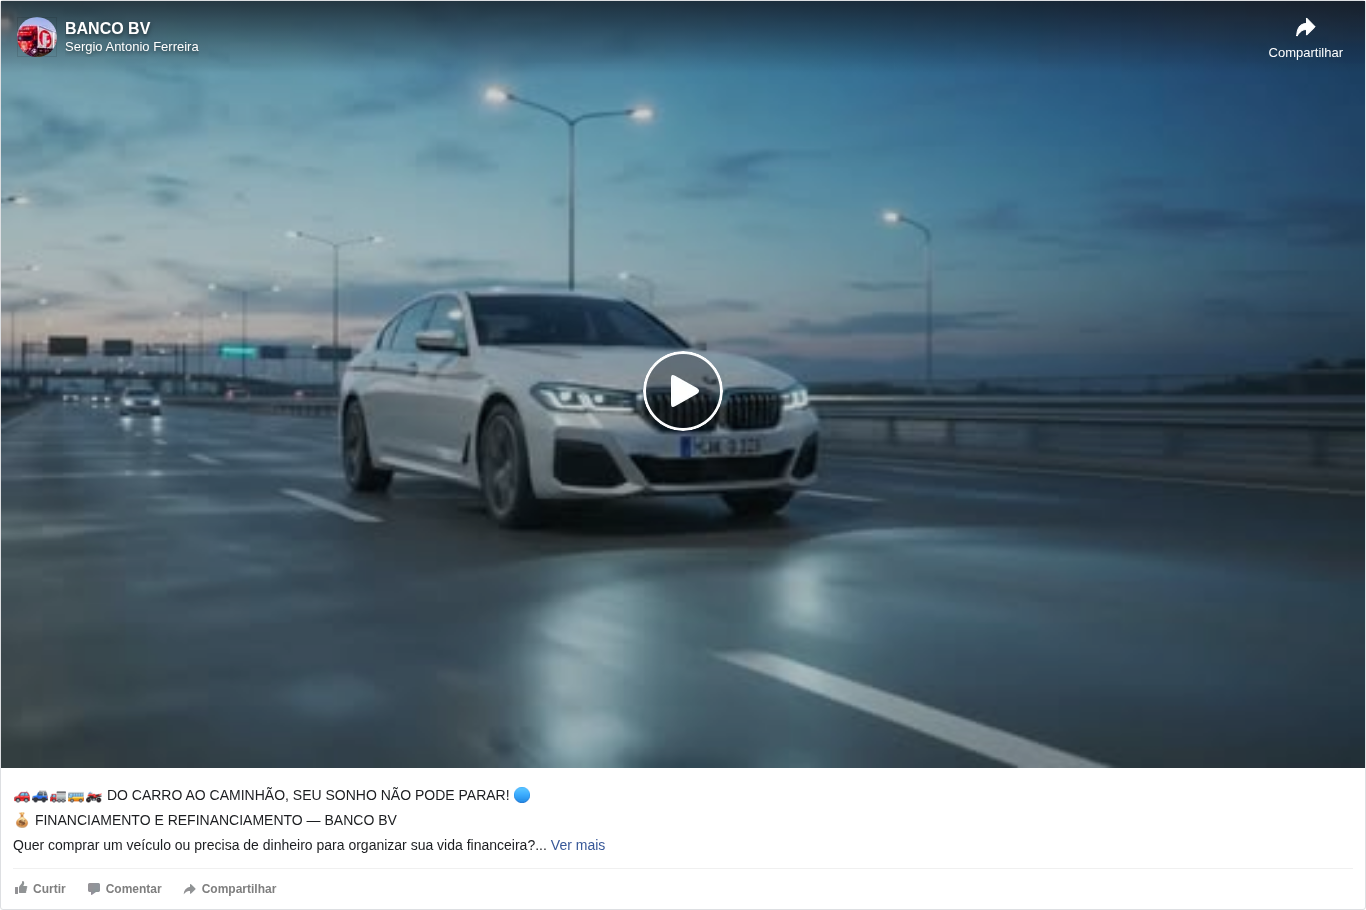 BANCO BV
Sergio Antonio Ferreira
Compartilhar
🚗🚙🚛🚌🏍 DO CARRO AO CAMINHÃO, SEU SONHO NÃO PODE PARAR! 🔵
💰 FINANCIAMENTO E REFINANCIAMENTO — BANCO BV
Quer comprar um veículo ou precisa de dinheiro para organizar sua vida financeira?... Ver mais
Curtir Comentar Compartilhar